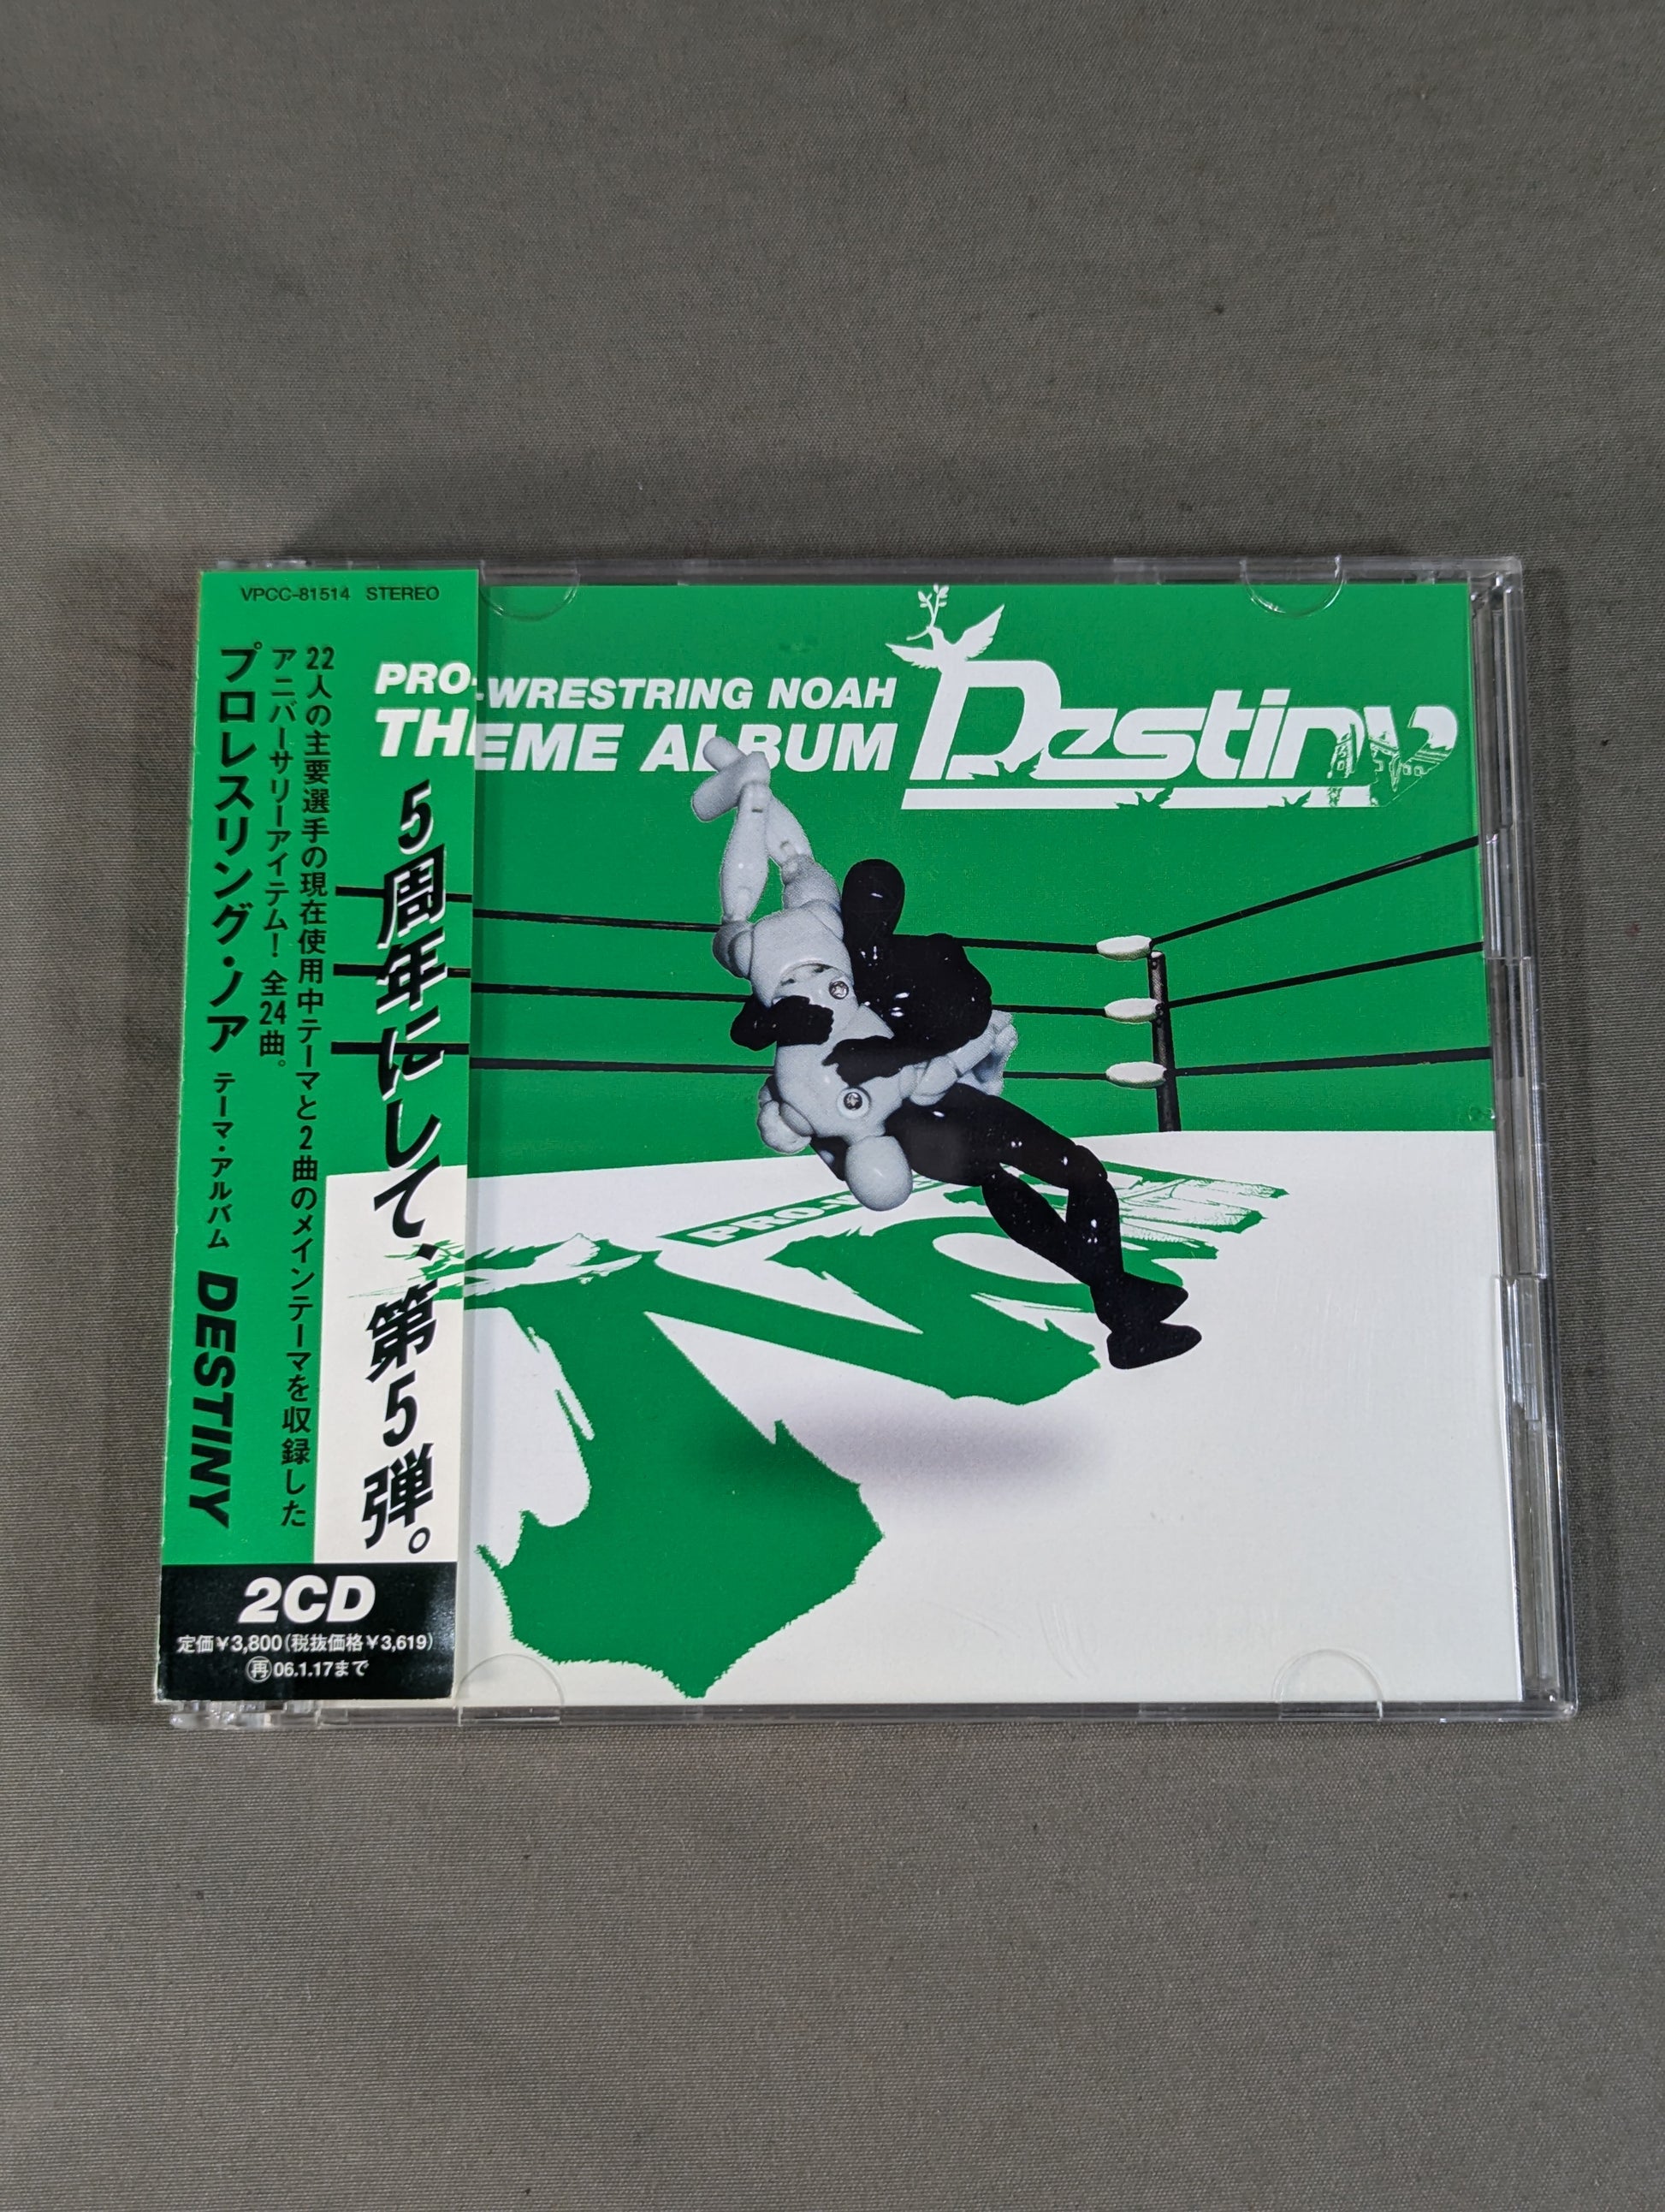 VPCC-81514 STEREO
22人の主要選手の現在使用中テーマと2曲のメインテーマを収録した
アニバーサリーアイテム! 全24曲。
プロレスリング・ノア テーマ・アルバム DESTINY
5周年にして、第5弾。
2CD
定価¥3,800(税抜価格¥3,619)
再06.1.17まで
PRO-WRESTRING NOAH
THEME ALBUM
Destiny